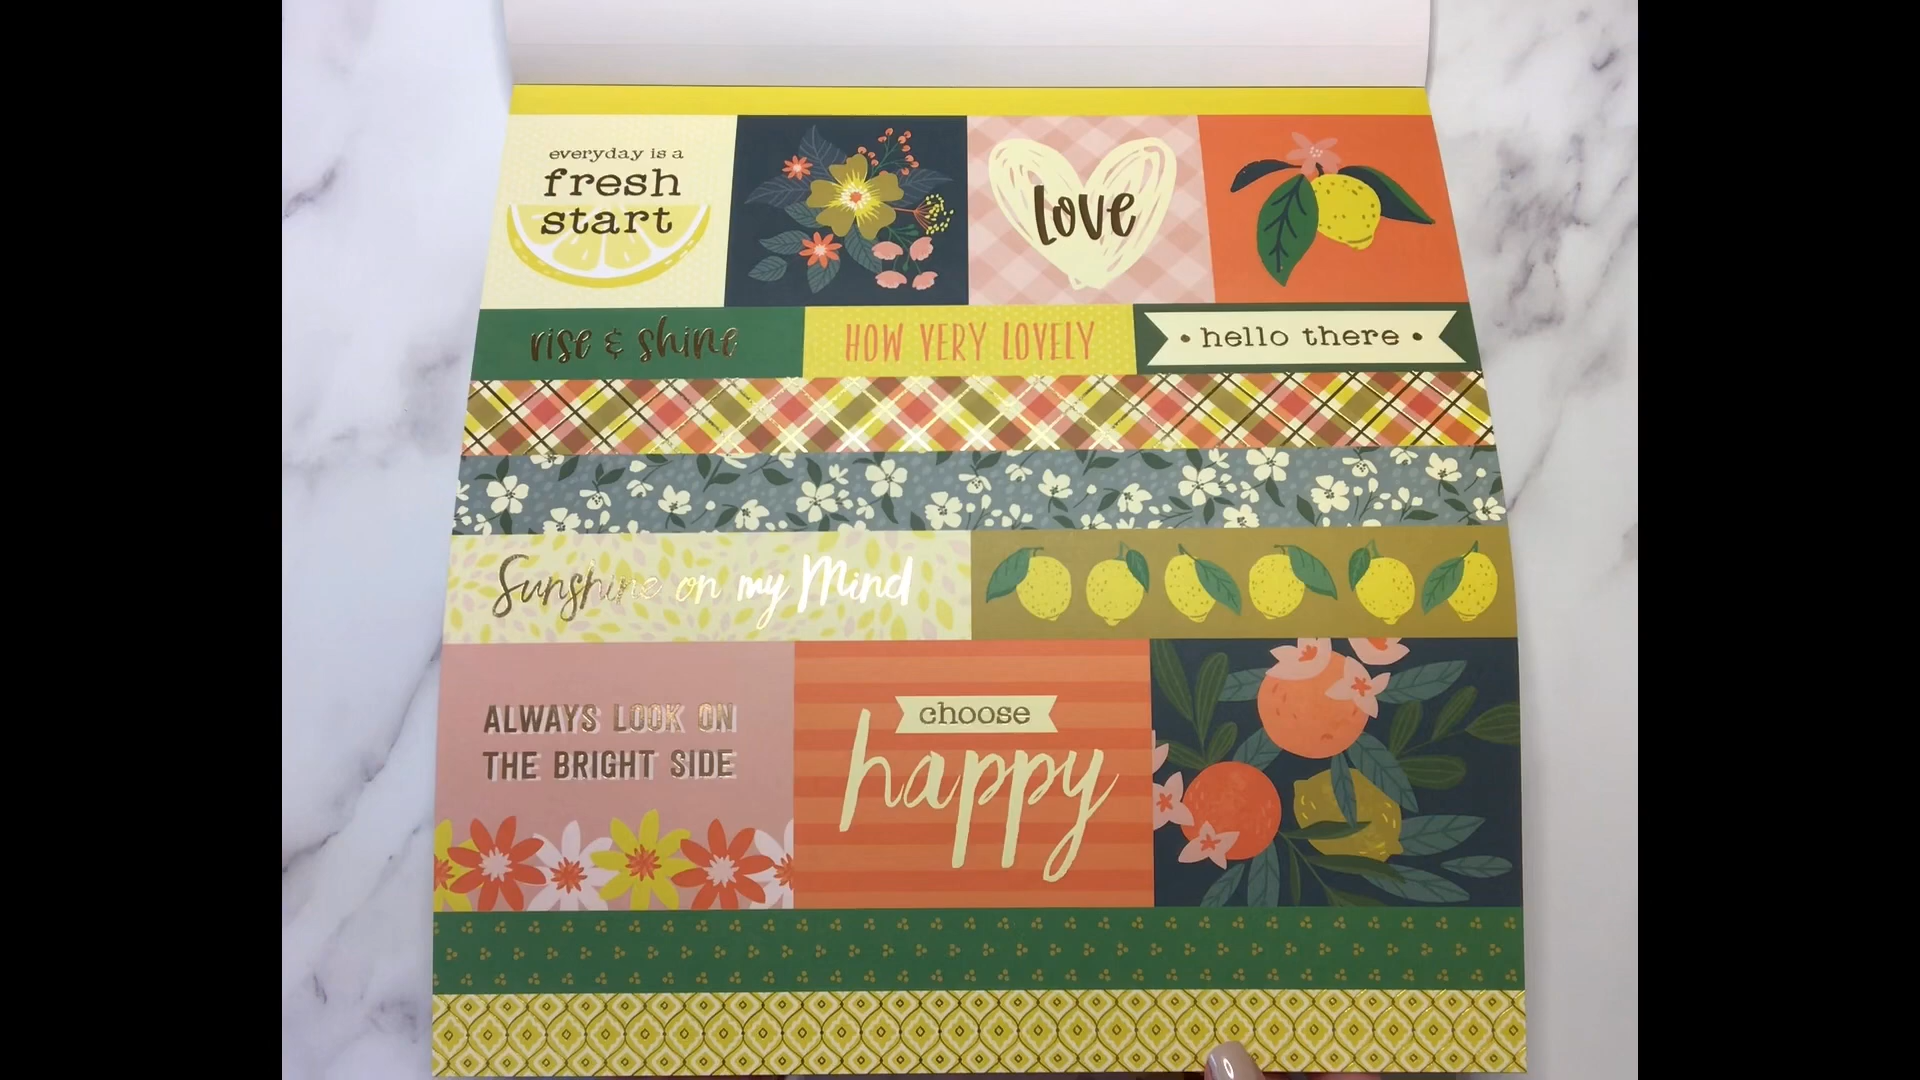 everyday is a
fresh
start
love
rise & shine
HOW VERY LOVELY
• hello there •
Sunshine on my Mind
ALWAYS LOOK ON
THE BRIGHT SIDE
choose
happy